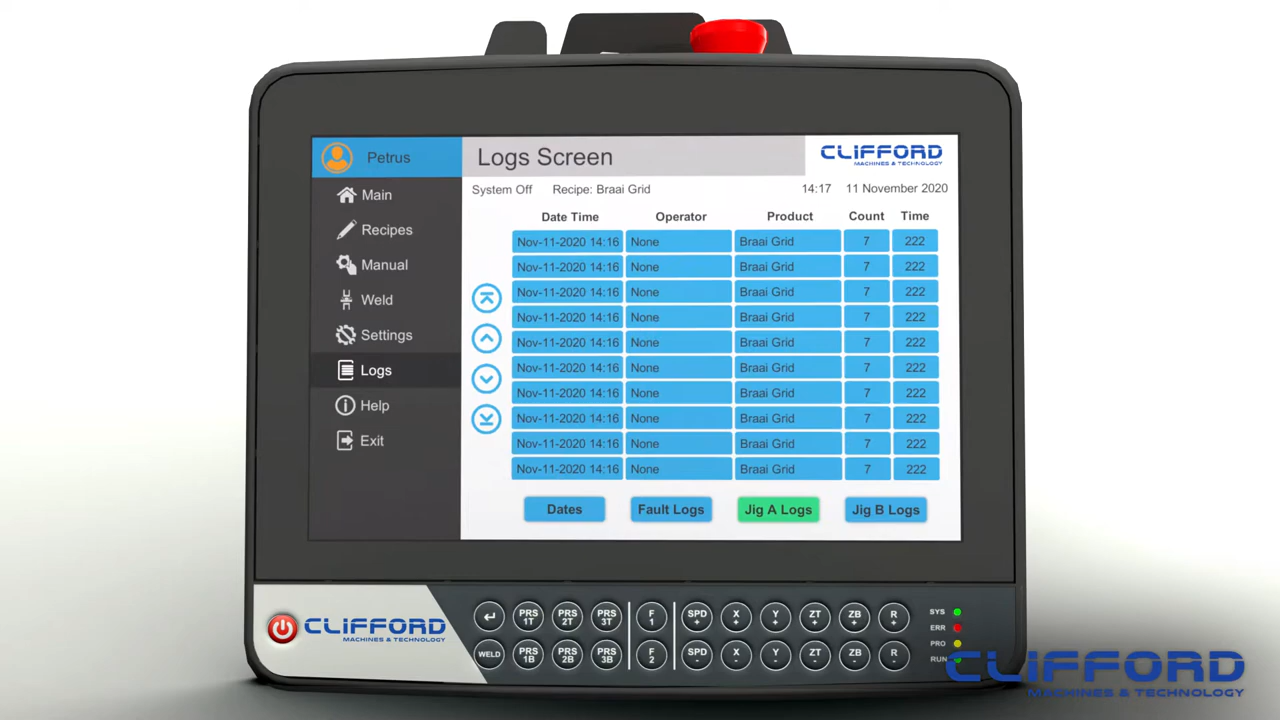 Petrus
Logs Screen
CLIFFORD
MACHINES & TECHNOLOGY
Main
Recipes
Manual
Weld
Settings
Logs
Help
Exit
System Off Recipe: Braai Grid 14:17 11 November 2020
Date Time Operator Product Count Time
Nov-11-2020 14:16 None Braai Grid 7 222
Nov-11-2020 14:16 None Braai Grid 7 222
Nov-11-2020 14:16 None Braai Grid 7 222
Nov-11-2020 14:16 None Braai Grid 7 222
Nov-11-2020 14:16 None Braai Grid 7 222
Nov-11-2020 14:16 None Braai Grid 7 222
Nov-11-2020 14:16 None Braai Grid 7 222
Nov-11-2020 14:16 None Braai Grid 7 222
Nov-11-2020 14:16 None Braai Grid 7 222
Nov-11-2020 14:16 None Braai Grid 7 222
Dates Fault Logs Jig A Logs Jig B Logs
CLIFFORD
MACHINES & TECHNOLOGY
PRS 1T PRS 2T PRS 3T F 1 SPD + X + Y + ZT + ZB + R +
WELD PRS 1B PRS 2B PRS 3B F 2 SPD - X - Y - ZT - ZB - R -
SYS
ERR
PRO
RUN
CLIFFORD
MACHINES & TECHNOLOGY